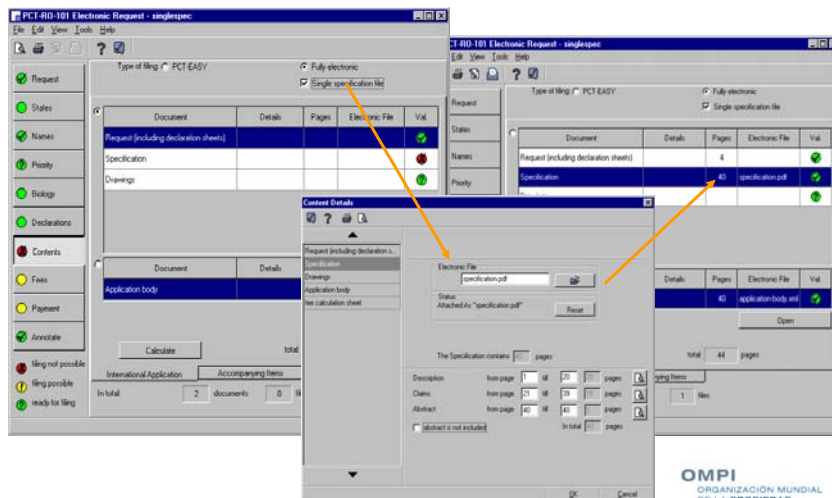 PCT-RO-101 Electronic Request - singlespec
File Edit View Tools Help
Type of filing: PCT-EASY
Fully electronic
Single specification file
Request
States
Names
Priority
Biology
Declarations
Contents
Fees
Payment
Annotate
filing not possible
filing possible
ready for filing
Document Details Pages Electronic File Val.
Request (including declaration sheets)
Specification
Drawings
Document Details
Application body
Calculate total
International Application Accompanying Items
In total 2 documents 0
CT-RO-101 Electronic Request - singlespec
Edit View Tools Help
Type of filing: PCT-EASY
Fully electronic
Single specification file
Request
States
Names
Priority
Document Details Pages Electronic File Val.
Request (including declaration sheets) 4
Specification 40 specification.pdf
Details Pages Electronic File Val.
40 application-body.xml
Open
total 44 pages
ying Items
1 files
Content Details
Request (including declaration s...
Specification
Drawings
Application body
fee calculation sheet
Electronic File
specification.pdf
Status
Attached As "specification.pdf"
Reset
The Specification contains pages
Description from page 1 till 20 pages
Claims from page 21 till 39 pages
Abstract from page 40 till 40 pages
abstract is not included In total pages
OK Cancel
OMPI
ORGANIZACIÓN MUNDIAL
DE LA PROPIEDAD